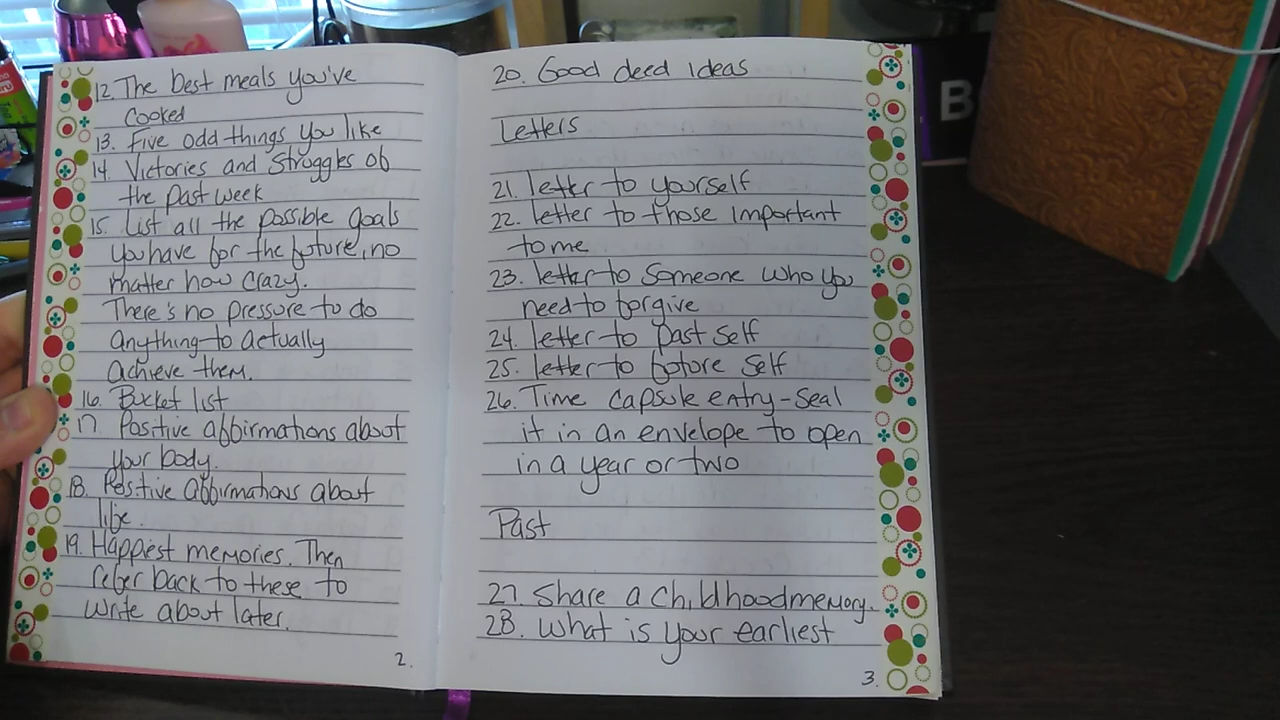 12. The best meals you've
cooked
13. Five odd things you like
14. Victories and Struggles of
the past week
15. List all the possible goals
you have for the future, no
matter how crazy.
There's no pressure to do
anything to actually
achieve them.
16. Bucket list
17. Positive affirmations about
your body.
18. Positive affirmations about
life.
19. Happiest memories. Then
refer back to these to
write about later.
2.
20. Good deed ideas
Letters
21. letter to yourself
22. letter to those important
to me
23. letter to someone who you
need to forgive
24. letter to past self
25. letter to future self
26. Time capsule entry-seal
it in an envelope to open
in a year or two
Past
27. Share a childhood memory.
28. What is your earliest
3.
B